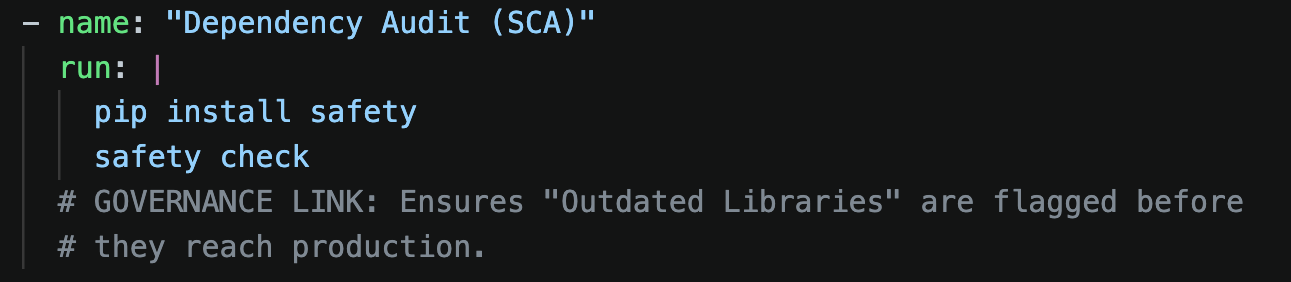 - name: "Dependency Audit (SCA)"
run: |
pip install safety
safety check
# GOVERNANCE LINK: Ensures "Outdated Libraries" are flagged before
# they reach production.